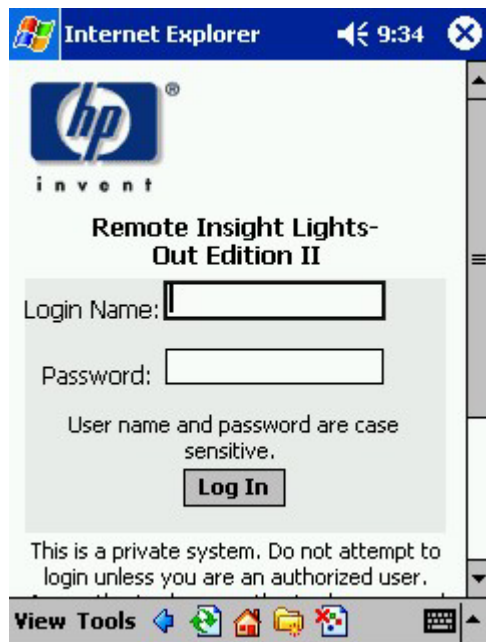 Internet Explorer 9:34
hp
®
invent
Remote Insight Lights-
Out Edition II
Login Name:
Password:
User name and password are case
sensitive.
Log In
This is a private system. Do not attempt to
login unless you are an authorized user.
View Tools